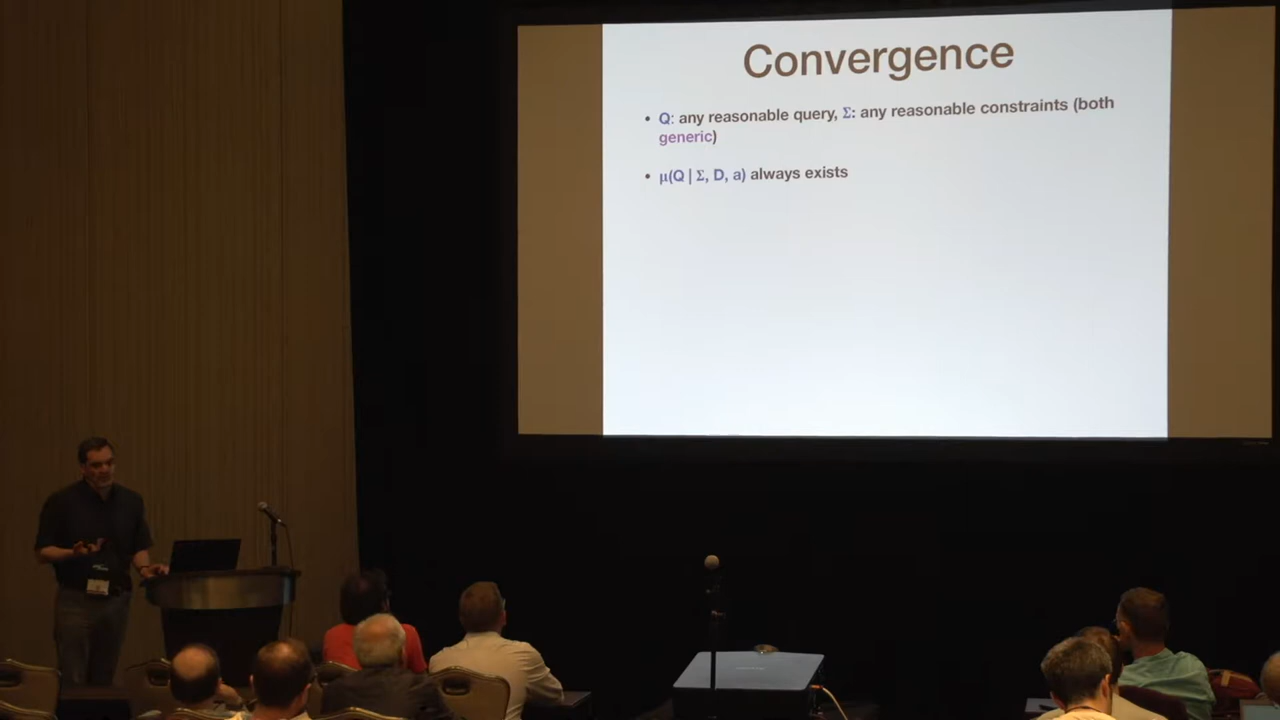 Convergence
• Q: any reasonable query, Σ: any reasonable constraints (both
generic)
• μ(Q | Σ, D, a) always exists